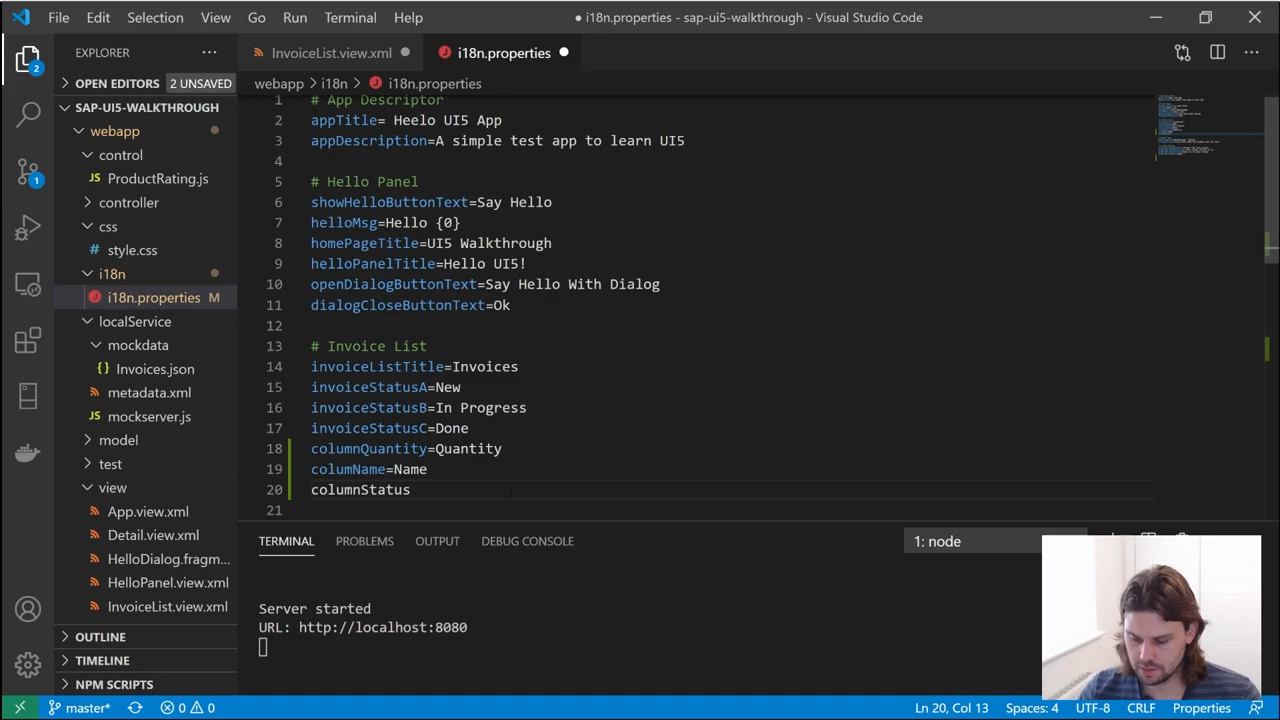 File Edit Selection View Go Run Terminal Help
● i18n.properties - sap-ui5-walkthrough - Visual Studio Code
EXPLORER
OPEN EDITORS 2 UNSAVED
SAP-UI5-WALKTHROUGH
webapp
control
JS ProductRating.js
controller
css
# style.css
i18n
i18n.properties M
localService
mockdata
{} Invoices.json
metadata.xml
JS mockserver.js
model
test
view
App.view.xml
Detail.view.xml
HelloDialog.fragm...
HelloPanel.view.xml
InvoiceList.view.xml
OUTLINE
TIMELINE
NPM SCRIPTS
2
1
InvoiceList.view.xml
i18n.properties
webapp > i18n > i18n.properties
1 # App Descriptor
2 appTitle= Heelo UI5 App
3 appDescription=A simple test app to learn UI5
4
5 # Hello Panel
6 showHelloButtonText=Say Hello
7 helloMsg=Hello {0}
8 homePageTitle=UI5 Walkthrough
9 helloPanelTitle=Hello UI5!
10 openDialogButtonText=Say Hello With Dialog
11 dialogCloseButtonText=Ok
12
13 # Invoice List
14 invoiceListTitle=Invoices
15 invoiceStatusA=New
16 invoiceStatusB=In Progress
17 invoiceStatusC=Done
18 columnQuantity=Quantity
19 columName=Name
20 columnStatus
21
TERMINAL PROBLEMS OUTPUT DEBUG CONSOLE
1: node
Server started
URL: http://localhost:8080
master* 0 0
Ln 20, Col 13 Spaces: 4 UTF-8 CRLF Properties